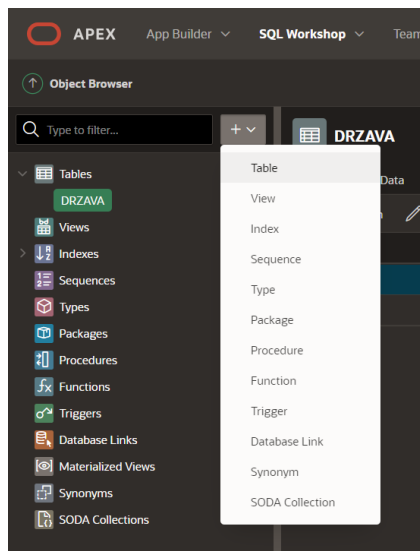 APEX App Builder SQL Workshop Team
Object Browser
Type to filter...
Tables
DRZAVA
Views
Indexes
Sequences
Types
Packages
Procedures
Functions
Triggers
Database Links
Materialized Views
Synonyms
SODA Collections
Table
View
Index
Sequence
Type
Package
Procedure
Function
Trigger
Database Link
Synonym
SODA Collection
DRZAVA
Data